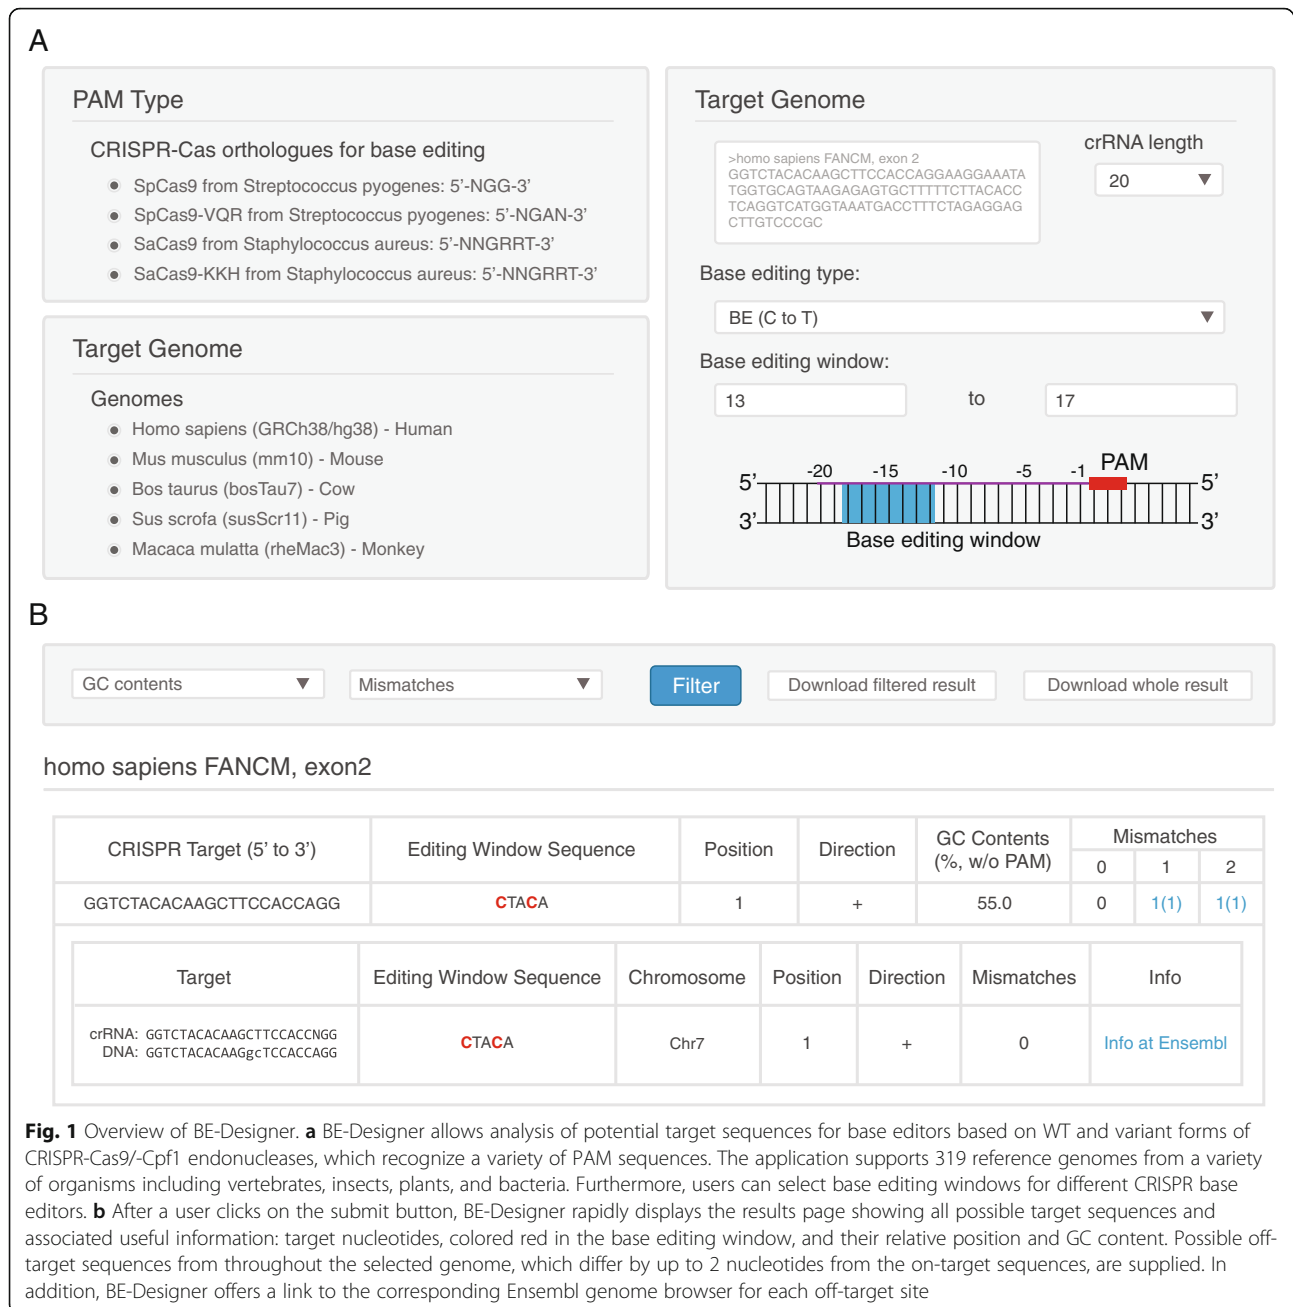 A
PAM Type
CRISPR-Cas orthologues for base editing
SpCas9 from Streptococcus pyogenes: 5'-NGG-3'
SpCas9-VQR from Streptococcus pyogenes: 5'-NGAN-3'
SaCas9 from Staphylococcus aureus: 5'-NNGRRT-3'
SaCas9-KKH from Staphylococcus aureus: 5'-NNGRRT-3'
Target Genome
Genomes
Homo sapiens (GRCh38/hg38) - Human
Mus musculus (mm10) - Mouse
Bos taurus (bosTau7) - Cow
Sus scrofa (susScr11) - Pig
Macaca mulatta (rheMac3) - Monkey
Target Genome
>homo sapiens FANCM, exon 2
GGTCTACACAAGCTTCCACCAGGAAGGAAATA
TGGTGCAGTAAGAGAGTGCTTTTTCTTACACC
TCAGGTCATGGTAAATGACCTTTCTAGAGGAG
CTTGTCCCGC
crRNA length
20
Base editing type:
BE (C to T)
Base editing window:
13 to 17
-20 -15 -10 -5 -1 PAM
5' 5'
3' 3'
Base editing window
B
GC contents Mismatches Filter Download filtered result Download whole result
homo sapiens FANCM, exon2
CRISPR Target (5' to 3') Editing Window Sequence Position Direction GC Contents (%, w/o PAM) Mismatches
0 1 2
GGTCTACACAAGCTTCCACCAGG CTACA 1 + 55.0 0 1(1) 1(1)
Target Editing Window Sequence Chromosome Position Direction Mismatches Info
crRNA: GGTCTACACAAGCTTCCACCNGG
DNA: GGTCTACACAAGgcTCCACCAGG
CTACA Chr7 1 + 0 Info at Ensembl
Fig. 1 Overview of BE-Designer. a BE-Designer allows analysis of potential target sequences for base editors based on WT and variant forms of
CRISPR-Cas9/-Cpf1 endonucleases, which recognize a variety of PAM sequences. The application supports 319 reference genomes from a variety
of organisms including vertebrates, insects, plants, and bacteria. Furthermore, users can select base editing windows for different CRISPR base
editors. b After a user clicks on the submit button, BE-Designer rapidly displays the results page showing all possible target sequences and
associated useful information: target nucleotides, colored red in the base editing window, and their relative position and GC content. Possible off-
target sequences from throughout the selected genome, which differ by up to 2 nucleotides from the on-target sequences, are supplied. In
addition, BE-Designer offers a link to the corresponding Ensembl genome browser for each off-target site